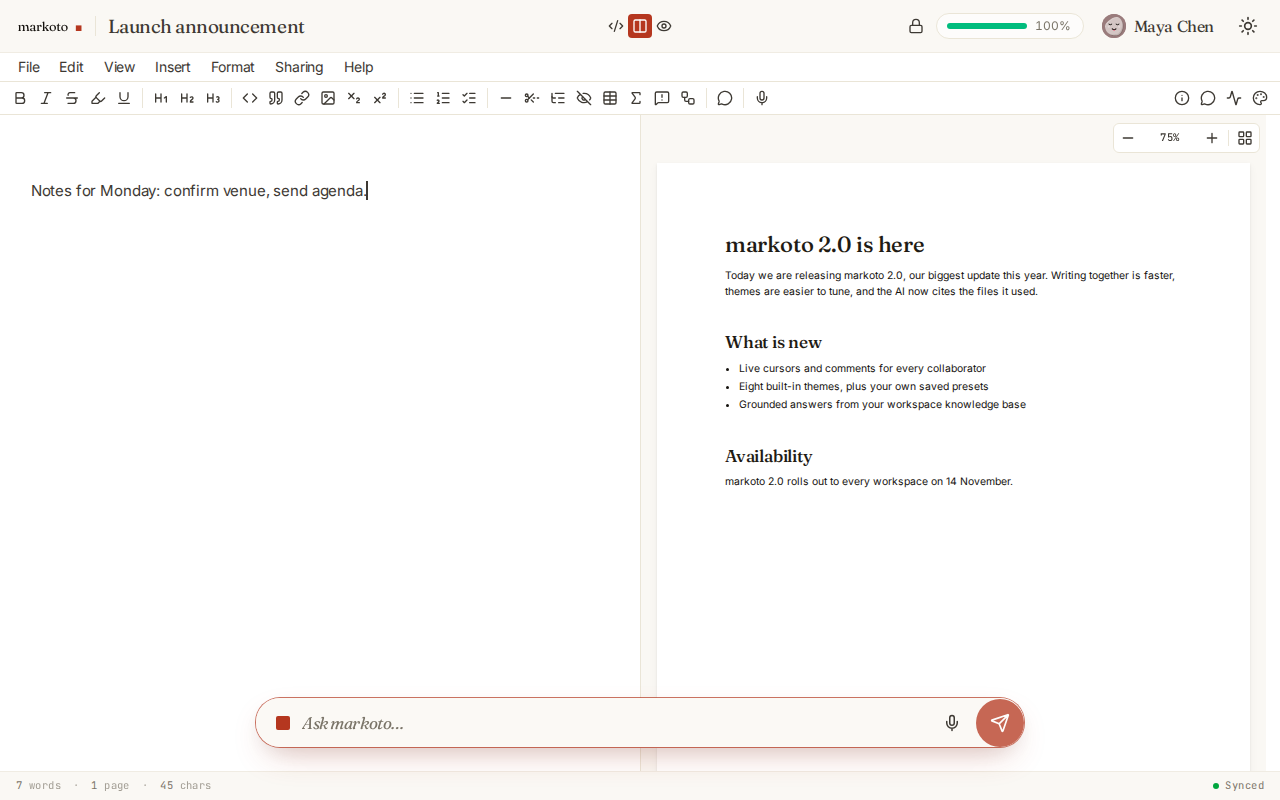 markoto
Launch announcement
100%
Maya Chen
File Edit View Insert Format Sharing Help
H1 H2 H3
75%
Notes for Monday: confirm venue, send agenda.
markoto 2.0 is here
Today we are releasing markoto 2.0, our biggest update this year. Writing together is faster,
themes are easier to tune, and the AI now cites the files it used.
What is new
• Live cursors and comments for every collaborator
• Eight built-in themes, plus your own saved presets
• Grounded answers from your workspace knowledge base
Availability
markoto 2.0 rolls out to every workspace on 14 November.
Ask markoto...
7 words · 1 page · 45 chars
Synced